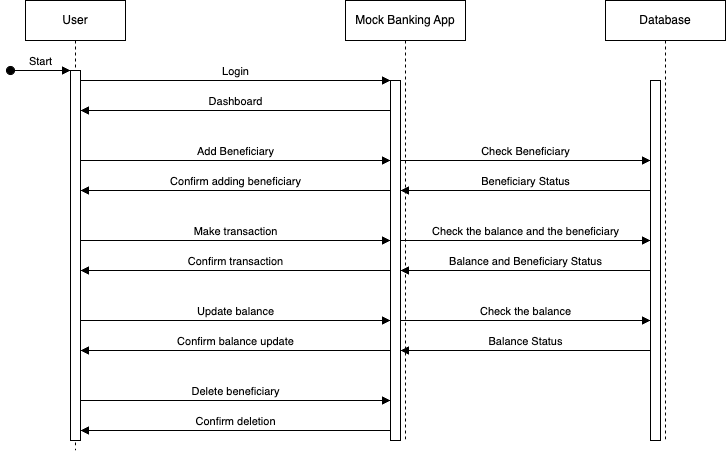 User
Mock Banking App
Database
Start
Login
Dashboard
Add Beneficiary
Check Beneficiary
Confirm adding beneficiary
Beneficiary Status
Make transaction
Check the balance and the beneficiary
Confirm transaction
Balance and Beneficiary Status
Update balance
Check the balance
Confirm balance update
Balance Status
Delete beneficiary
Confirm deletion